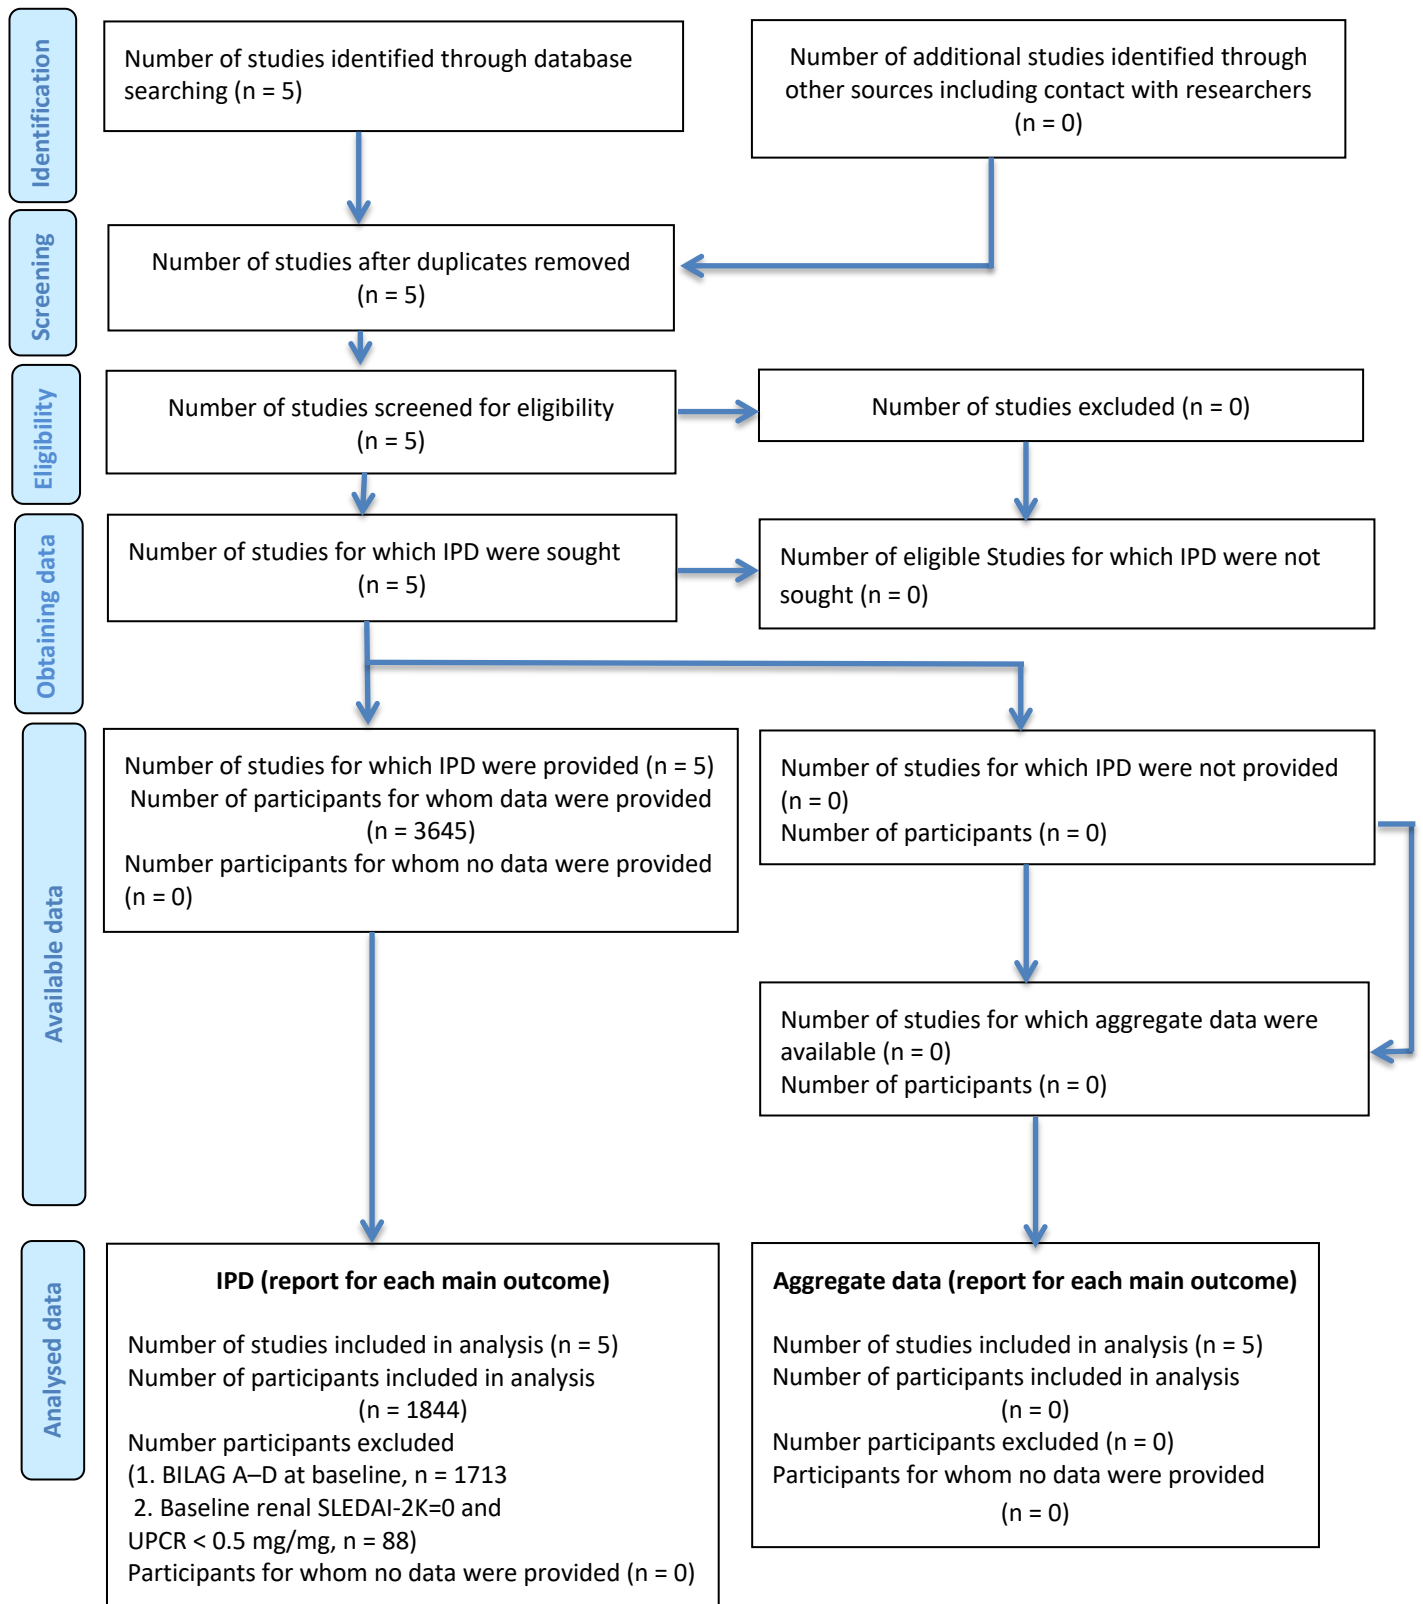 Identification
Number of studies identified through database
searching (n = 5)
Number of additional studies identified through
other sources including contact with researchers
(n = 0)
Screening
Number of studies after duplicates removed
(n = 5)
Eligibility
Number of studies screened for eligibility
(n = 5)
Number of studies excluded (n = 0)
Obtaining data
Number of studies for which IPD were sought
(n = 5)
Number of eligible Studies for which IPD were not
sought (n = 0)
Available data
Number of studies for which IPD were provided (n = 5)
Number of participants for whom data were provided
(n = 3645)
Number participants for whom no data were provided
(n = 0)
Number of studies for which IPD were not provided
(n = 0)
Number of participants (n = 0)
Number of studies for which aggregate data were
available (n = 0)
Number of participants (n = 0)
Analysed data
IPD (report for each main outcome)
Number of studies included in analysis (n = 5)
Number of participants included in analysis
(n = 1844)
Number participants excluded
(1. BILAG A–D at baseline, n = 1713
2. Baseline renal SLEDAI-2K=0 and
UPCR < 0.5 mg/mg, n = 88)
Participants for whom no data were provided (n = 0)
Aggregate data (report for each main outcome)
Number of studies included in analysis (n = 5)
Number of participants included in analysis
(n = 0)
Number participants excluded (n = 0)
Participants for whom no data were provided
(n = 0)